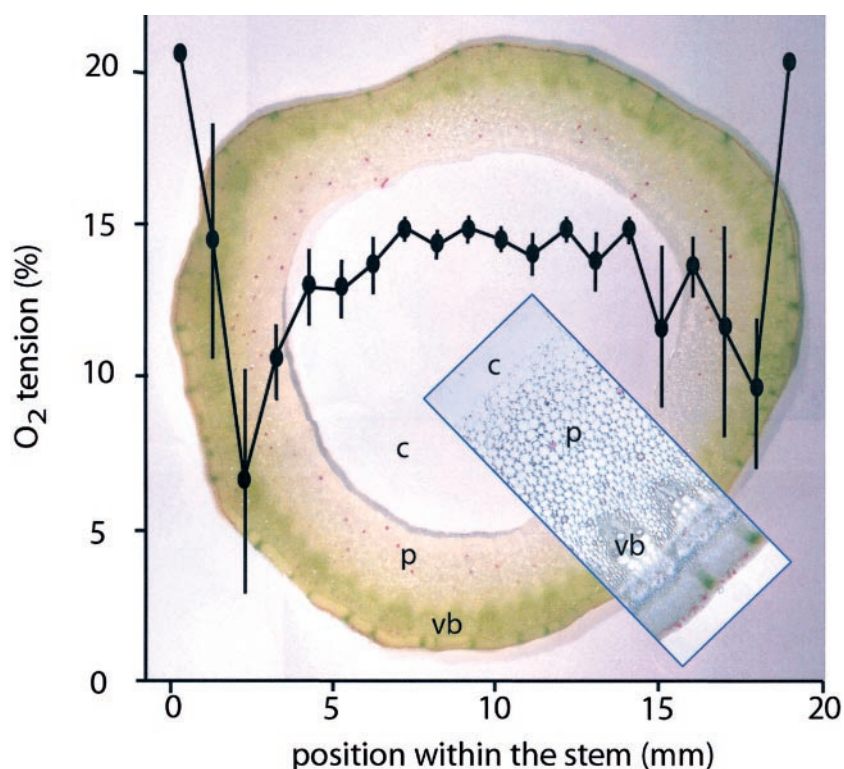 20
15
10
5
0
O2 tension (%)
c
p
c
vb
p
vb
0 5 10 15 20
position within the stem (mm)